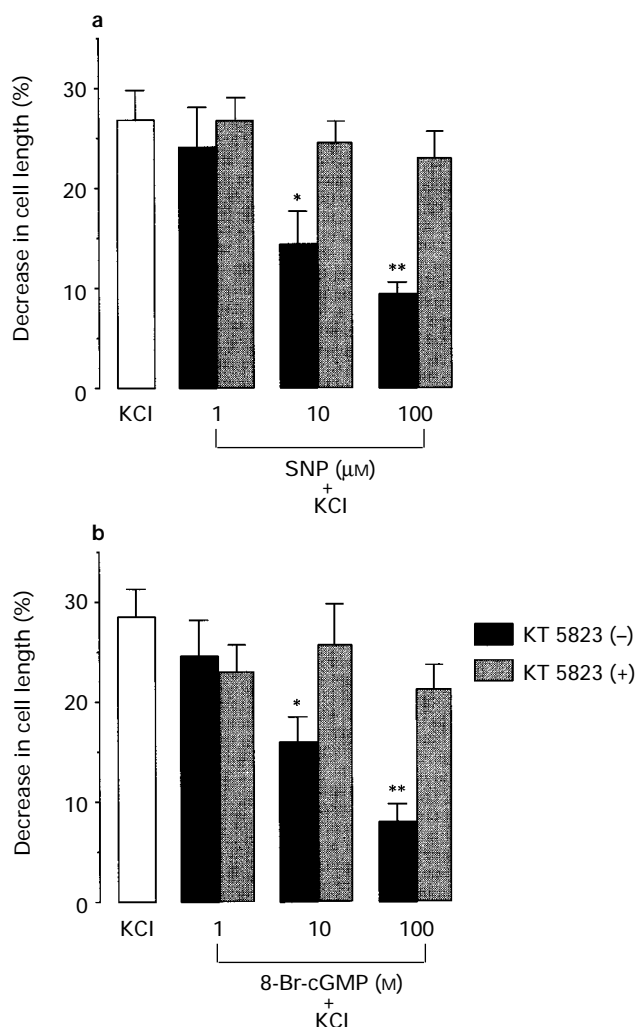 a
Decrease in cell length (%)
30
20
10
0
*
**
KCl 1 10 100
SNP (μM)
+
KCl
b
Decrease in cell length (%)
30
20
10
0
*
**
KT 5823 (–)
KT 5823 (+)
KCl 1 10 100
8-Br-cGMP (M)
+
KCl